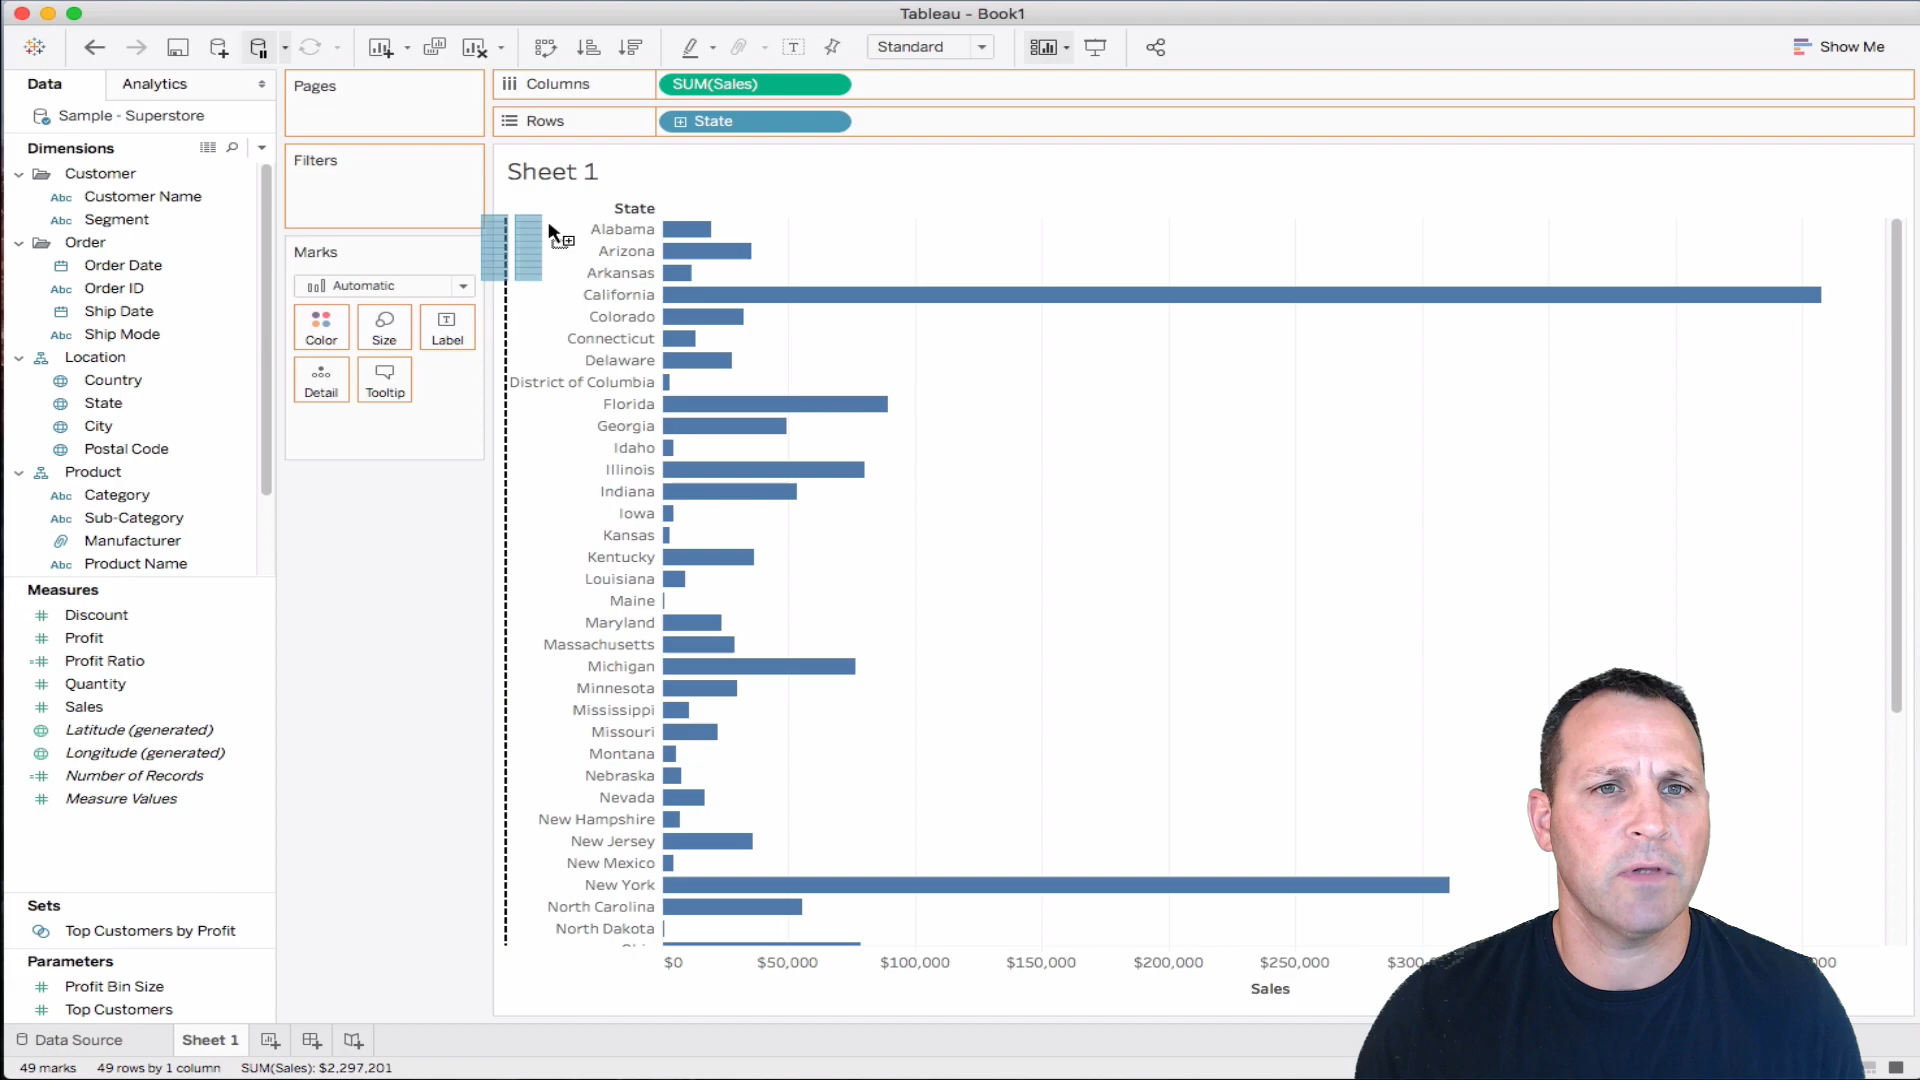 Tableau - Book1
Standard
Show Me
Data
Analytics
Sample - Superstore
Dimensions
Customer
Abc Customer Name
Abc Segment
Order
Order Date
Abc Order ID
Ship Date
Abc Ship Mode
Location
Country
State
City
Postal Code
Product
Abc Category
Abc Sub-Category
Manufacturer
Abc Product Name
Measures
# Discount
# Profit
=# Profit Ratio
# Quantity
# Sales
Latitude (generated)
Longitude (generated)
=# Number of Records
# Measure Values
Sets
Top Customers by Profit
Parameters
# Profit Bin Size
# Top Customers
Pages
Filters
Marks
Automatic
Color
Size
Label
Detail
Tooltip
Columns
SUM(Sales)
Rows
State
Sheet 1
State
Alabama
Arizona
Arkansas
California
Colorado
Connecticut
Delaware
District of Columbia
Florida
Georgia
Idaho
Illinois
Indiana
Iowa
Kansas
Kentucky
Louisiana
Maine
Maryland
Massachusetts
Michigan
Minnesota
Mississippi
Missouri
Montana
Nebraska
Nevada
New Hampshire
New Jersey
New Mexico
New York
North Carolina
North Dakota
$0 $50,000 $100,000 $150,000 $200,000 $250,000
Sales
Data Source
Sheet 1
49 marks 49 rows by 1 column SUM(Sales): $2,297,201